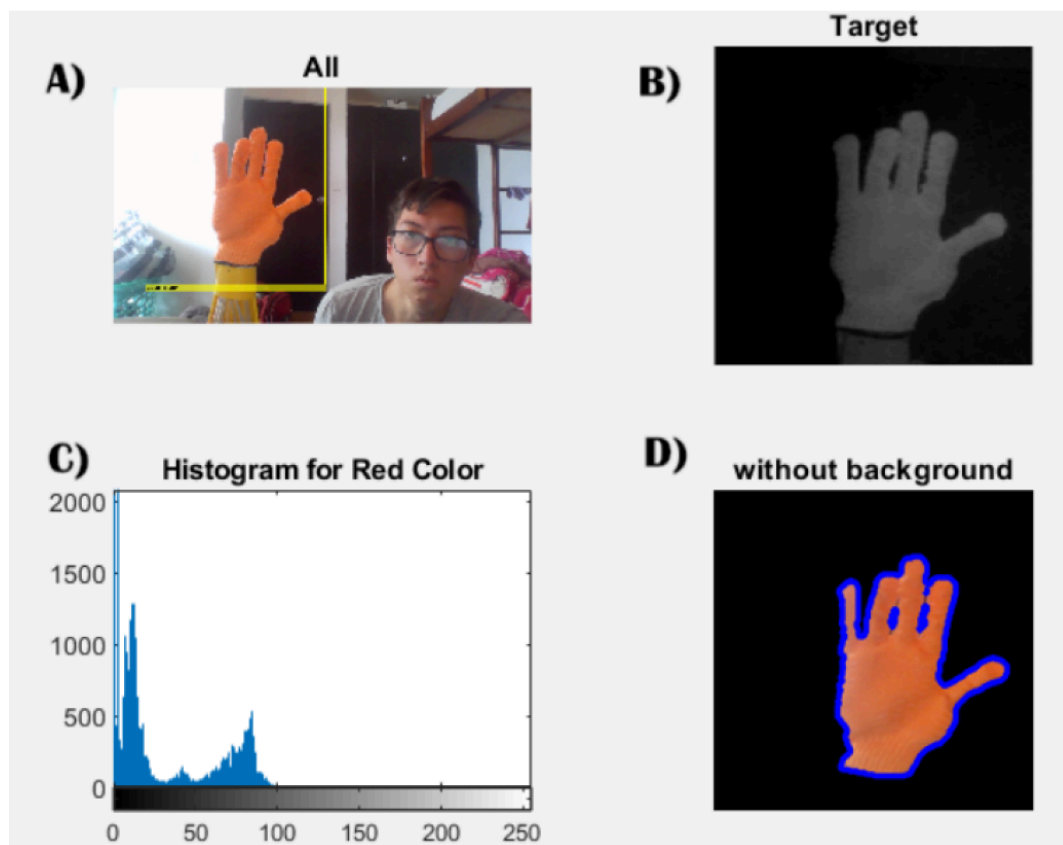 A)
All
B)
Target
C)
Histogram for Red Color
2000
1500
1000
500
0
0
50
100
150
200
250
D)
without background